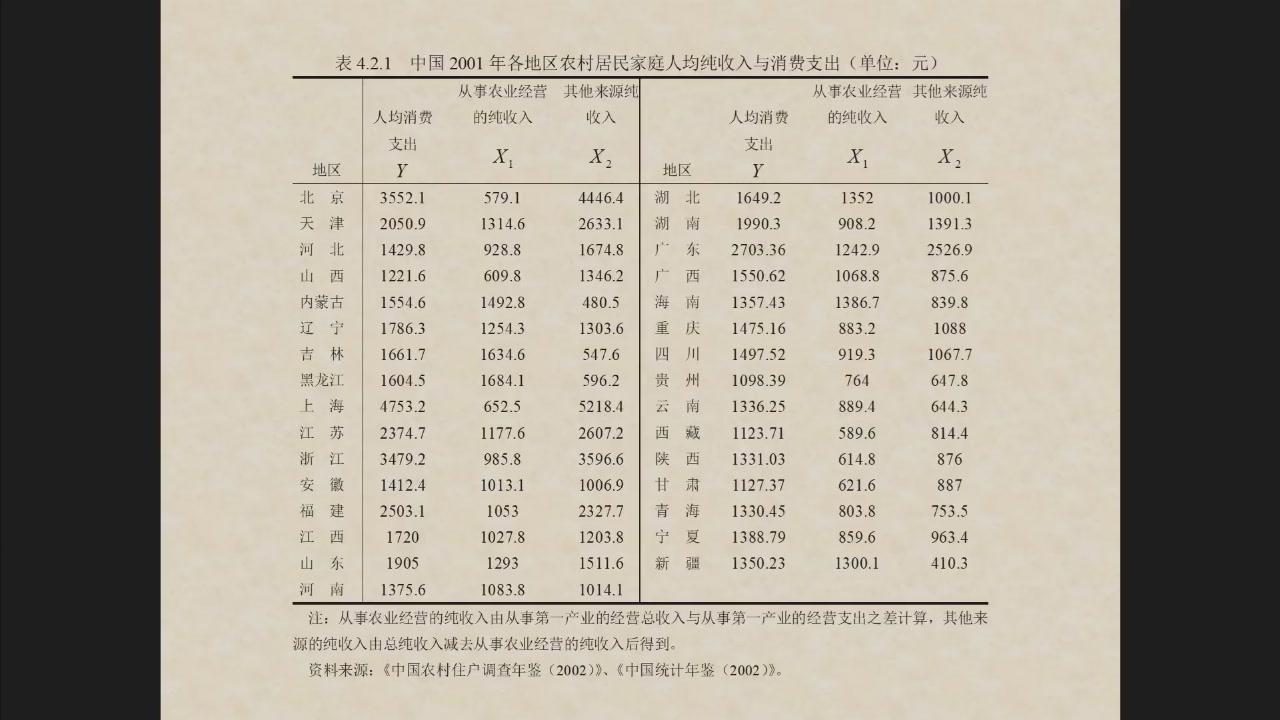 表 4.2.1 中国 2001 年各地区农村居民家庭人均纯收入与消费支出（单位：元）
地区 人均消费支出 Y 从事农业经营的纯收入 X1 其他来源纯收入 X2 地区 人均消费支出 Y 从事农业经营的纯收入 X1 其他来源纯收入 X2
北 京 3552.1 579.1 4446.4 湖 北 1649.2 1352 1000.1
天 津 2050.9 1314.6 2633.1 湖 南 1990.3 908.2 1391.3
河 北 1429.8 928.8 1674.8 广 东 2703.36 1242.9 2526.9
山 西 1221.6 609.8 1346.2 广 西 1550.62 1068.8 875.6
内蒙古 1554.6 1492.8 480.5 海 南 1357.43 1386.7 839.8
辽 宁 1786.3 1254.3 1303.6 重 庆 1475.16 883.2 1088
吉 林 1661.7 1634.6 547.6 四 川 1497.52 919.3 1067.7
黑龙江 1604.5 1684.1 596.2 贵 州 1098.39 764 647.8
上 海 4753.2 652.5 5218.4 云 南 1336.25 889.4 644.3
江 苏 2374.7 1177.6 2607.2 西 藏 1123.71 589.6 814.4
浙 江 3479.2 985.8 3596.6 陕 西 1331.03 614.8 876
安 徽 1412.4 1013.1 1006.9 甘 肃 1127.37 621.6 887
福 建 2503.1 1053 2327.7 青 海 1330.45 803.8 753.5
江 西 1720 1027.8 1203.8 宁 夏 1388.79 859.6 963.4
山 东 1905 1293 1511.6 新 疆 1350.23 1300.1 410.3
河 南 1375.6 1083.8 1014.1
注：从事农业经营的纯收入由从事第一产业的经营总收入与从事第一产业的经营支出之差计算，其他来
源的纯收入由总纯收入减去从事农业经营的纯收入后得到。
资料来源：《中国农村住户调查年鉴（2002）》、《中国统计年鉴（2002）》。